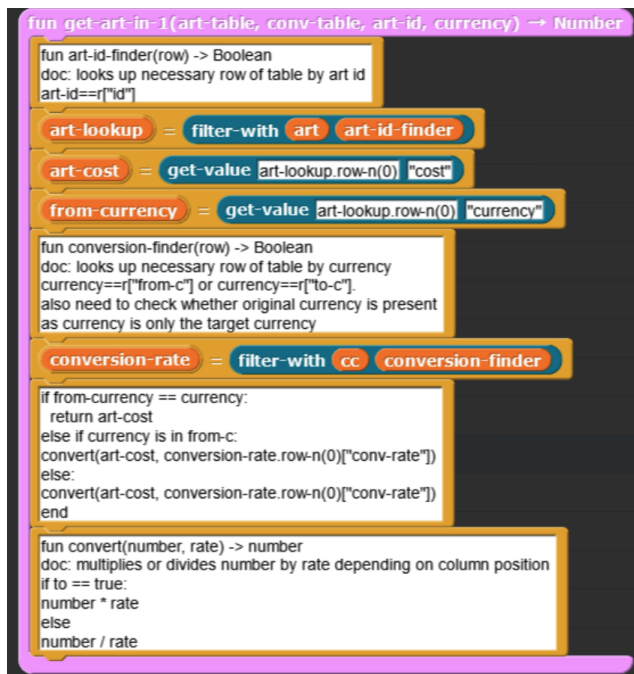 fun get-art-in-1(art-table, conv-table, art-id, currency) → Number
fun art-id-finder(row) -> Boolean
doc: looks up necessary row of table by art id
art-id==r["id"]
art-lookup = filter-with art art-id-finder
art-cost = get-value art-lookup.row-n(0) "cost"
from-currency = get-value art-lookup.row-n(0) "currency"
fun conversion-finder(row) -> Boolean
doc: looks up necessary row of table by currency
currency==r["from-c"] or currency==r["to-c"].
also need to check whether original currency is present
as currency is only the target currency
conversion-rate = filter-with cc conversion-finder
if from-currency == currency:
return art-cost
else if currency is in from-c:
convert(art-cost, conversion-rate.row-n(0)["conv-rate"])
else:
convert(art-cost, conversion-rate.row-n(0)["conv-rate"])
end
fun convert(number, rate) -> number
doc: multiplies or divides number by rate depending on column position
if to == true:
number * rate
else
number / rate